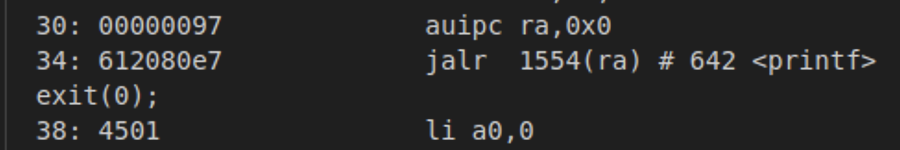 30: 00000097 auipc ra,0x0
34: 612080e7 jalr 1554(ra) # 642 <printf>
exit(0);
38: 4501 li a0,0